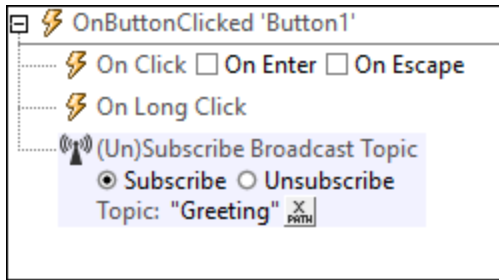 OnButtonClicked 'Button1'
On Click On Enter On Escape
On Long Click
(Un)Subscribe Broadcast Topic
Subscribe Unsubscribe
Topic: "Greeting" X PATH